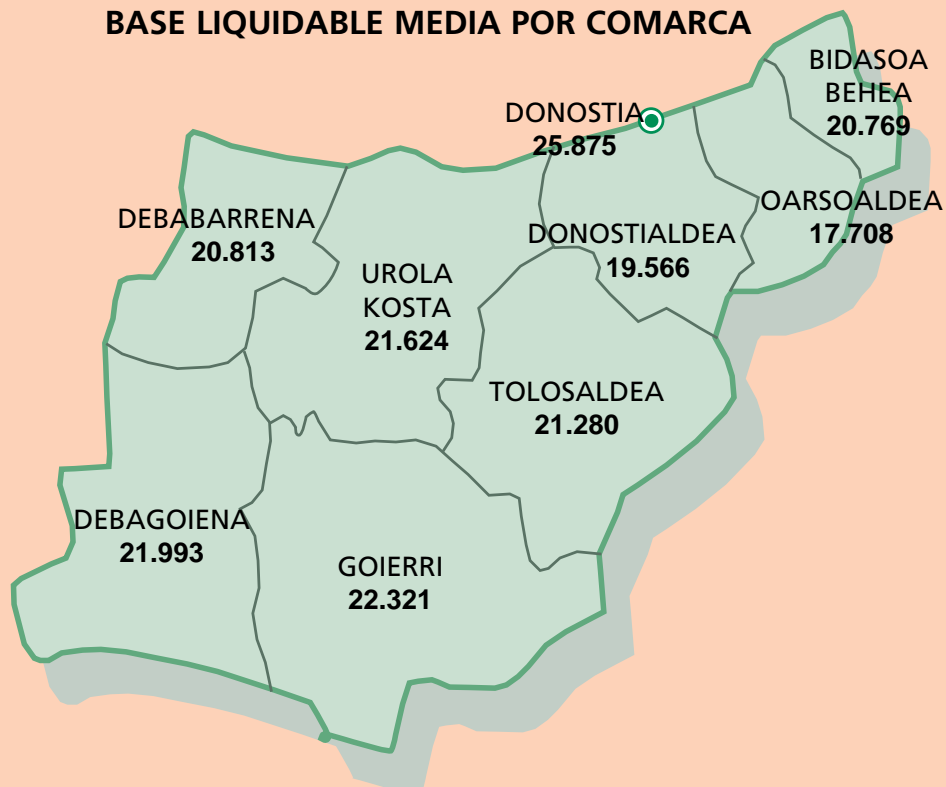 BASE LIQUIDABLE MEDIA POR COMARCA
BIDASOA
BEHEA
20.769
DONOSTIA
25.875
OARSOALDEA
17.708
DEBABARRENA
20.813
DONOSTIALDEA
19.566
UROLA
KOSTA
21.624
TOLOSALDEA
21.280
DEBAGOIENA
21.993
GOIERRI
22.321